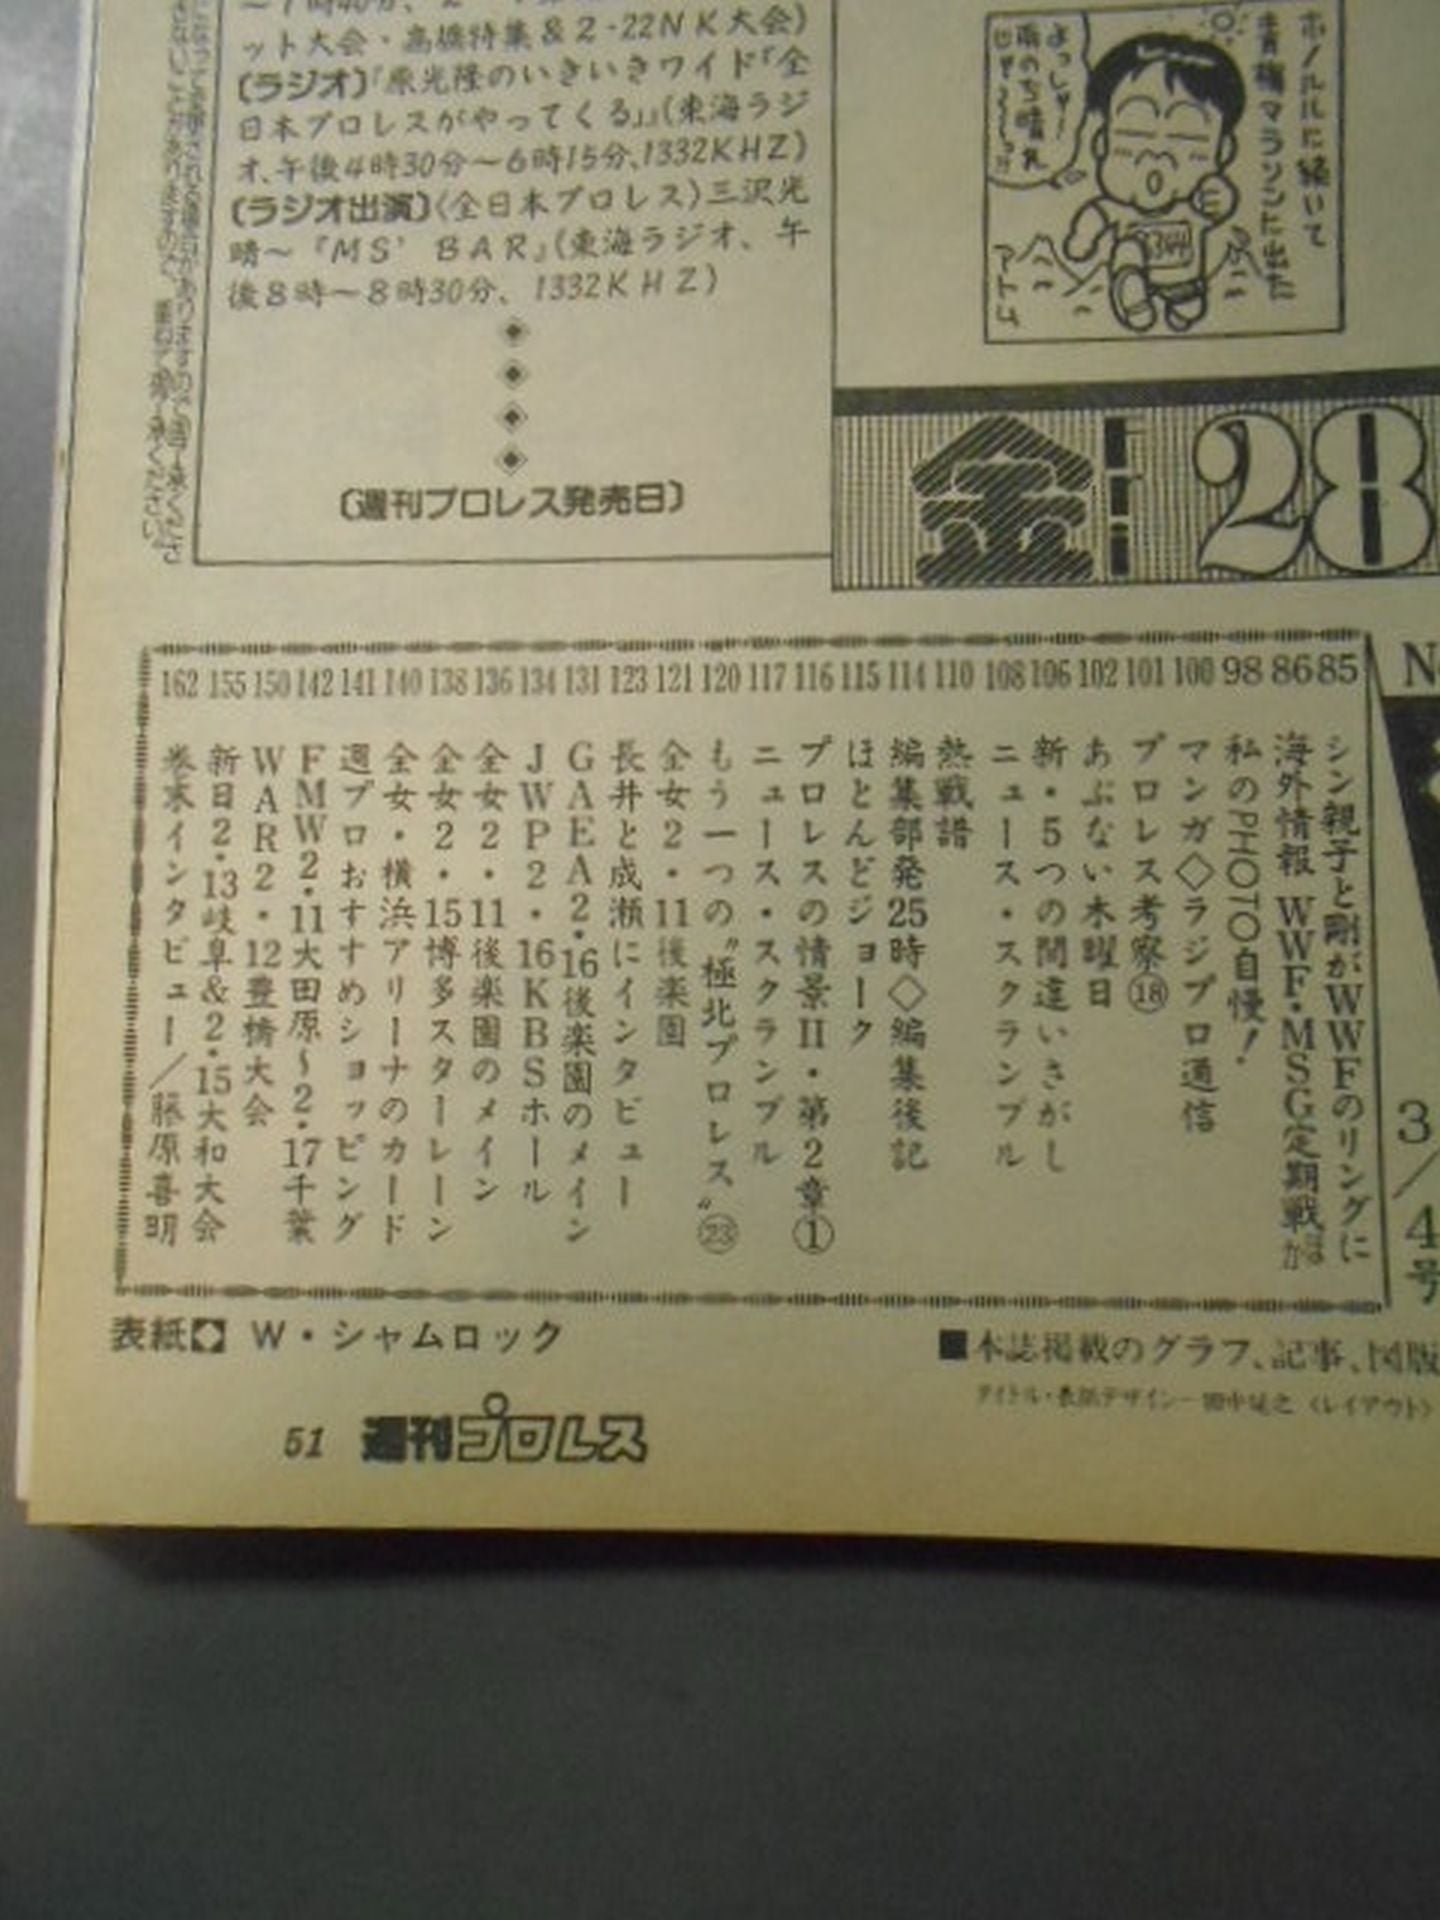 ット大会・高橋特集&2・22NK大会)
〔ラジオ〕『原光隆のいきいきワイド「全
日本プロレスがやってくる」』(東海ラジ
オ、午後4時30分〜6時15分、1332KHZ)
〔ラジオ出演〕〈全日本プロレス〉三沢光
晴〜『MS' BAR』(東海ラジオ、午
後8時〜8時30分、1332KHZ)
〔週刊プロレス発売日〕
ホノルルに続いて
青梅マラソンに出た
よっしゃー
雨のち晴れ
じゃ〜っ!!
344
アトム
金
28
85 シン親子と剛がWWFのリングに
86 海外情報 WWF・MSG定期戦ほか
98 私のPHOTO自慢!
100 マンガ◇ラジプロ通信
101 プロレス考察⑱
102 あぶない木曜日
106 新・5つの間違いさがし
108 ニュース・スクランブル
110 熱戦譜
114 編集部発25時◇編集後記
115 ほとんどジョーク
116 プロレスの情景II・第2章①
117 ニュース・スクランブル
120 もう一つの〝極北プロレス〟㉓
121 全女2・11後楽園
123 長井と成瀬にインタビュー
131 GAEA2・16後楽園のメイン
134 JWP2・16KBSホール
136 全女2・11後楽園のメイン
138 全女2・15博多スターレーン
140 全女・横浜アリーナのカード
141 週プロおすすめショッピング
142 FMW2・11大田原〜2・17千葉
150 WAR2・12豊橋大会
155 新日2・13岐阜&2・15大和大会
162 巻末インタビュー/藤原喜明
3/4号
表紙 W・シャムロック
■本誌掲載のグラフ、記事、図版
51 週刊プロレス